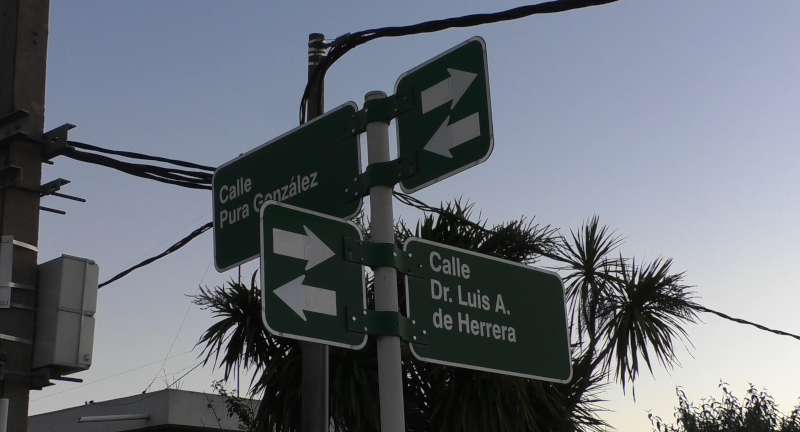 Calle
Pura González
Calle
Dr. Luis A.
de Herrera